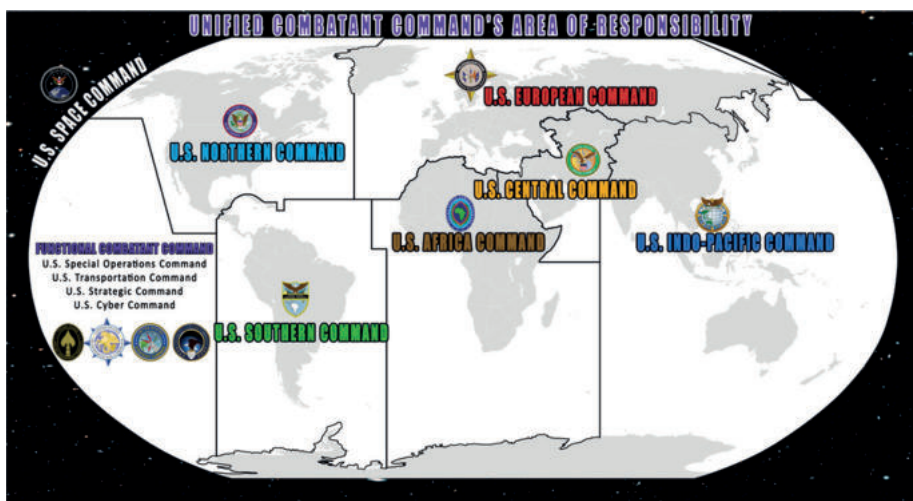 UNIFIED COMBATANT COMMAND'S AREA OF RESPONSIBILITY
U.S. SPACE COMMAND
U.S. EUROPEAN COMMAND
U.S. NORTHERN COMMAND
U.S. CENTRAL COMMAND
U.S. AFRICA COMMAND
U.S. INDO-PACIFIC COMMAND
FUNCTIONAL COMBATANT COMMAND
U.S. Special Operations Command
U.S. Transportation Command
U.S. Strategic Command
U.S. Cyber Command
U.S. SOUTHERN COMMAND